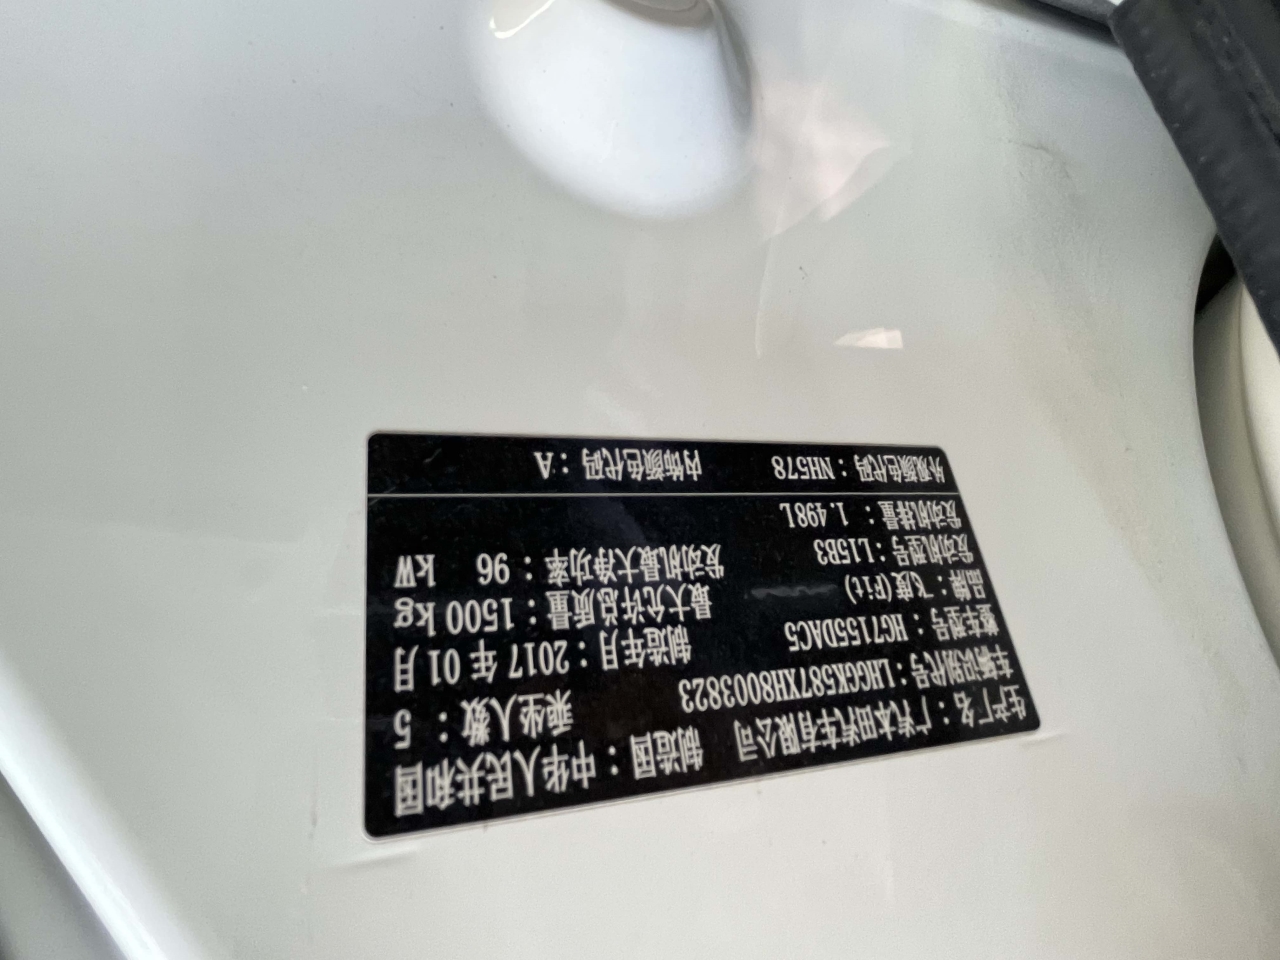 生产厂名：广汽本田汽车有限公司 制造国：中华人民共和国
车辆识别代号：LHGGK587XH8003823 乘坐人数：5
整车型号：HG7155DAC5 制造年月：2017年01月
品牌：飞度(Fit) 最大允许总质量：1500kg
发动机型号：L15B3 发动机最大净功率：96 kW
发动机排量：1.498L
外观颜色代码：NH578 内饰颜色代码：A